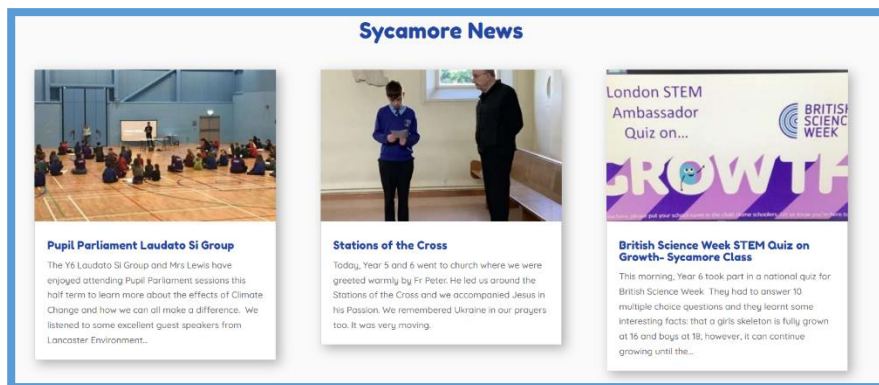 Sycamore News
London STEM
Ambassador
Quiz on...
BRITISH
SCIENCE
WEEK
GROWTH
Pupil Parliament Laudato Si Group
The Y6 Laudato Si Group and Mrs Lewis have
enjoyed attending Pupil Parliament sessions this
half term to learn more about the effects of Climate
Change and how we can all make a difference.  We
listened to some excellent guest speakers from
Lancaster Environment...
Stations of the Cross
Today, Year 5 and 6 went to church where we were
greeted warmly by Fr Peter. He led us around the
Stations of the Cross and we accompanied Jesus in
his Passion. We remembered Ukraine in our prayers
too. It was very moving.
British Science Week STEM Quiz on
Growth- Sycamore Class
This morning, Year 6 took part in a national quiz for
British Science Week  They had to answer 10
multiple choice questions and they learnt some
interesting facts: that a girls skeleton is fully grown
at 16 and boys at 18; however, it can continue
growing until the...